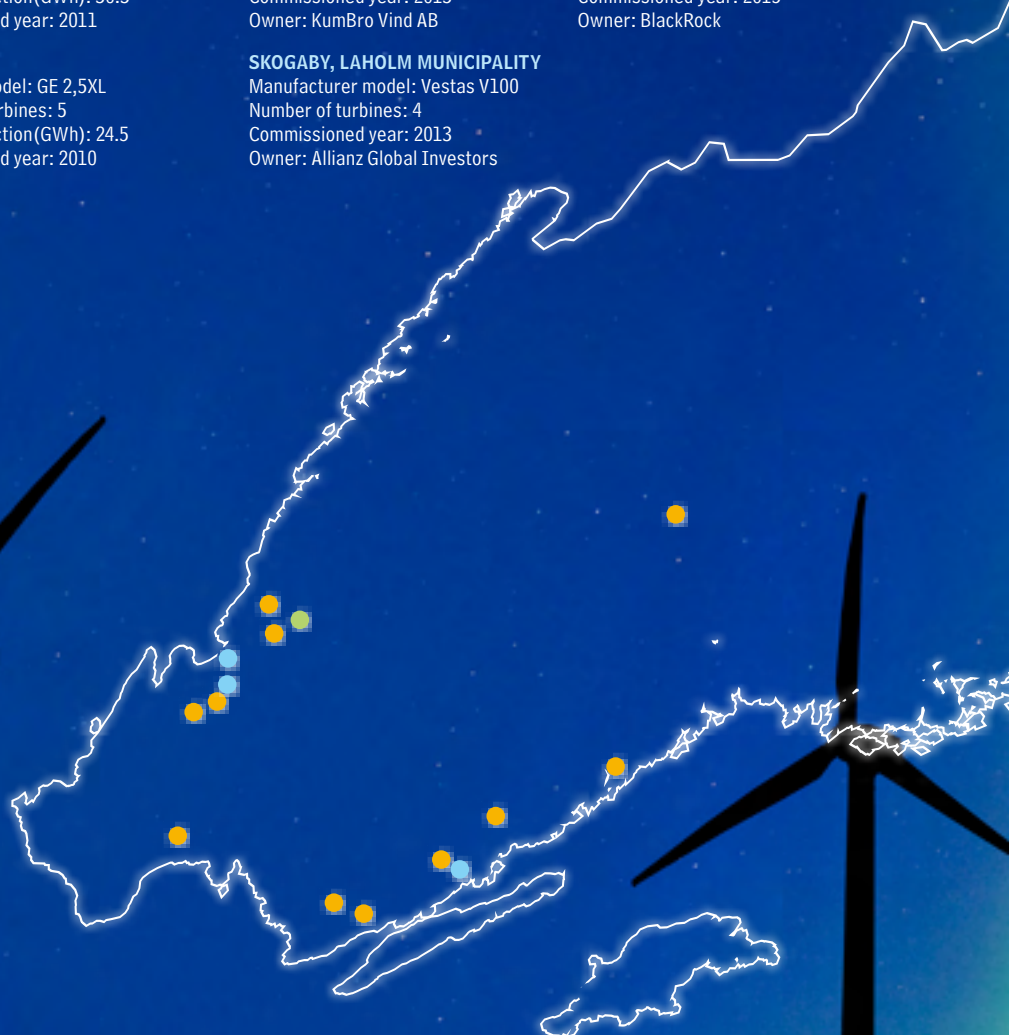 d year: 2011
odel: GE 2,5XL
rbines: 5
ction(GWh): 24.5
d year: 2010
Owner: KumBro Vind AB
SKOGABY, LAHOLM MUNICIPALITY
Manufacturer model: Vestas V100
Number of turbines: 4
Commissioned year: 2013
Owner: Allianz Global Investors
Owner: BlackRock